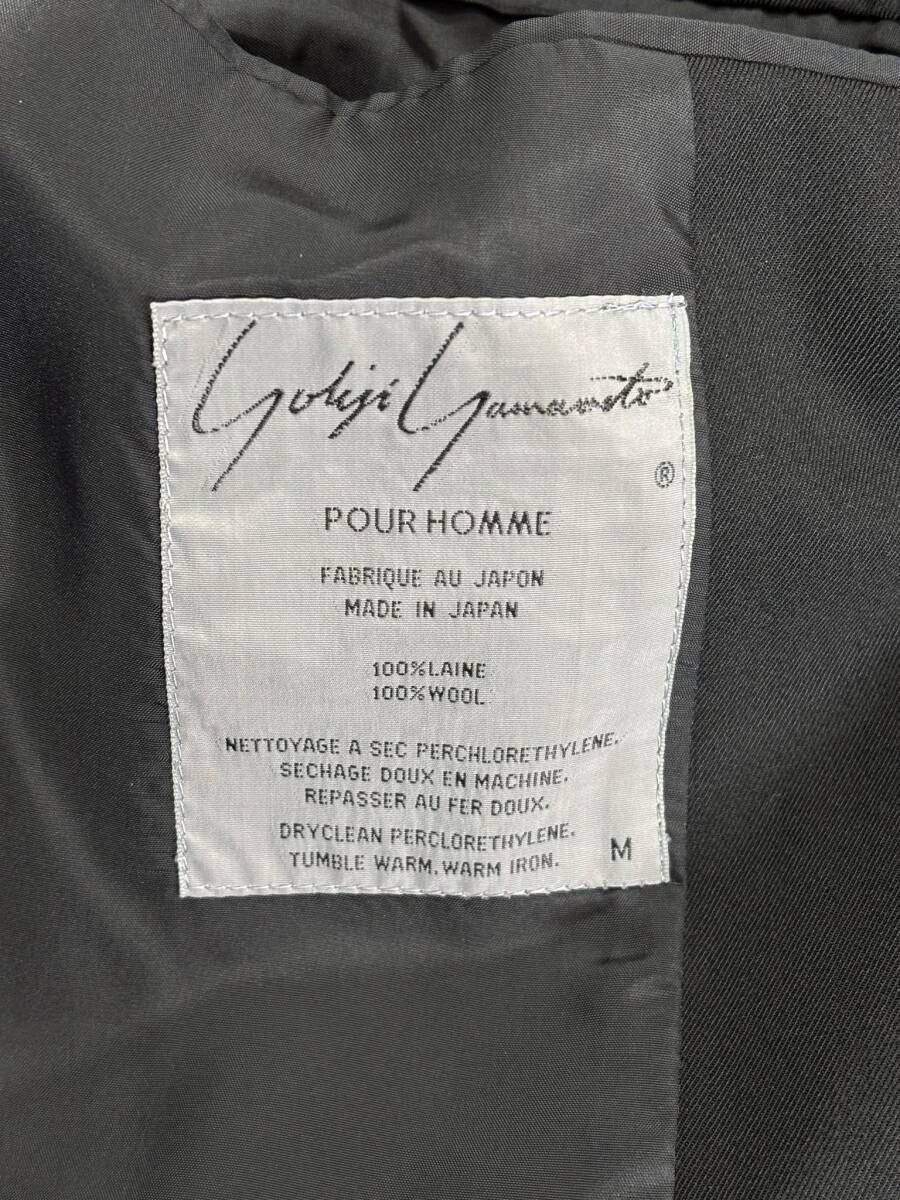 Yohji Yamamoto
®
POUR HOMME
FABRIQUE AU JAPON
MADE IN JAPAN
100%LAINE
100%WOOL
NETTOYAGE A SEC PERCHLORETHYLENE.
SECHAGE DOUX EN MACHINE.
REPASSER AU FER DOUX.
DRYCLEAN PERCLORETHYLENE.
TUMBLE WARM, WARM IRON.
M